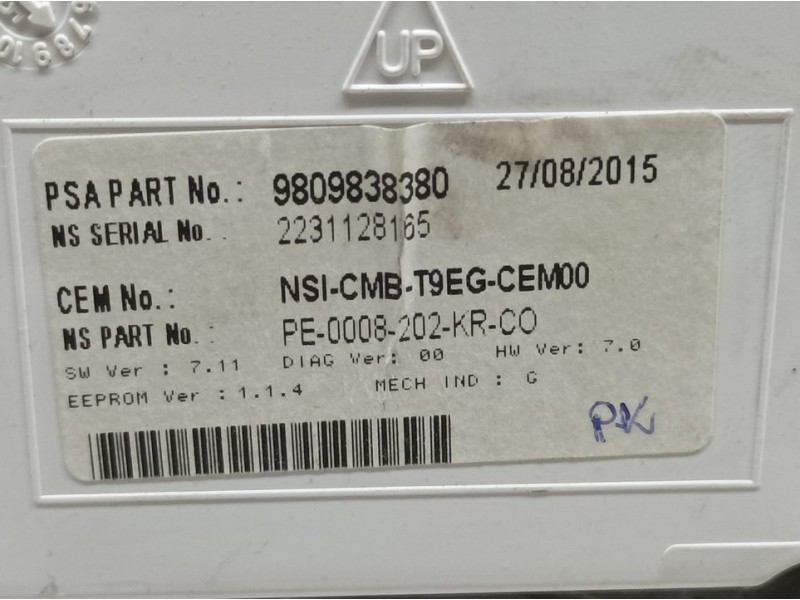 678910
UP
PSA PART No.: 9809838380 27/08/2015
NS SERIAL No. . 2231128165
CEM No.: NSI-CMB-T9EG-CEM00
NS PART No.: PE-0008-202-KR-CO
SW Ver : 7.11 DIAG Ver: 00 HW Ver: 7.0
EEPROM Ver : 1.1.4 MECH IND : G